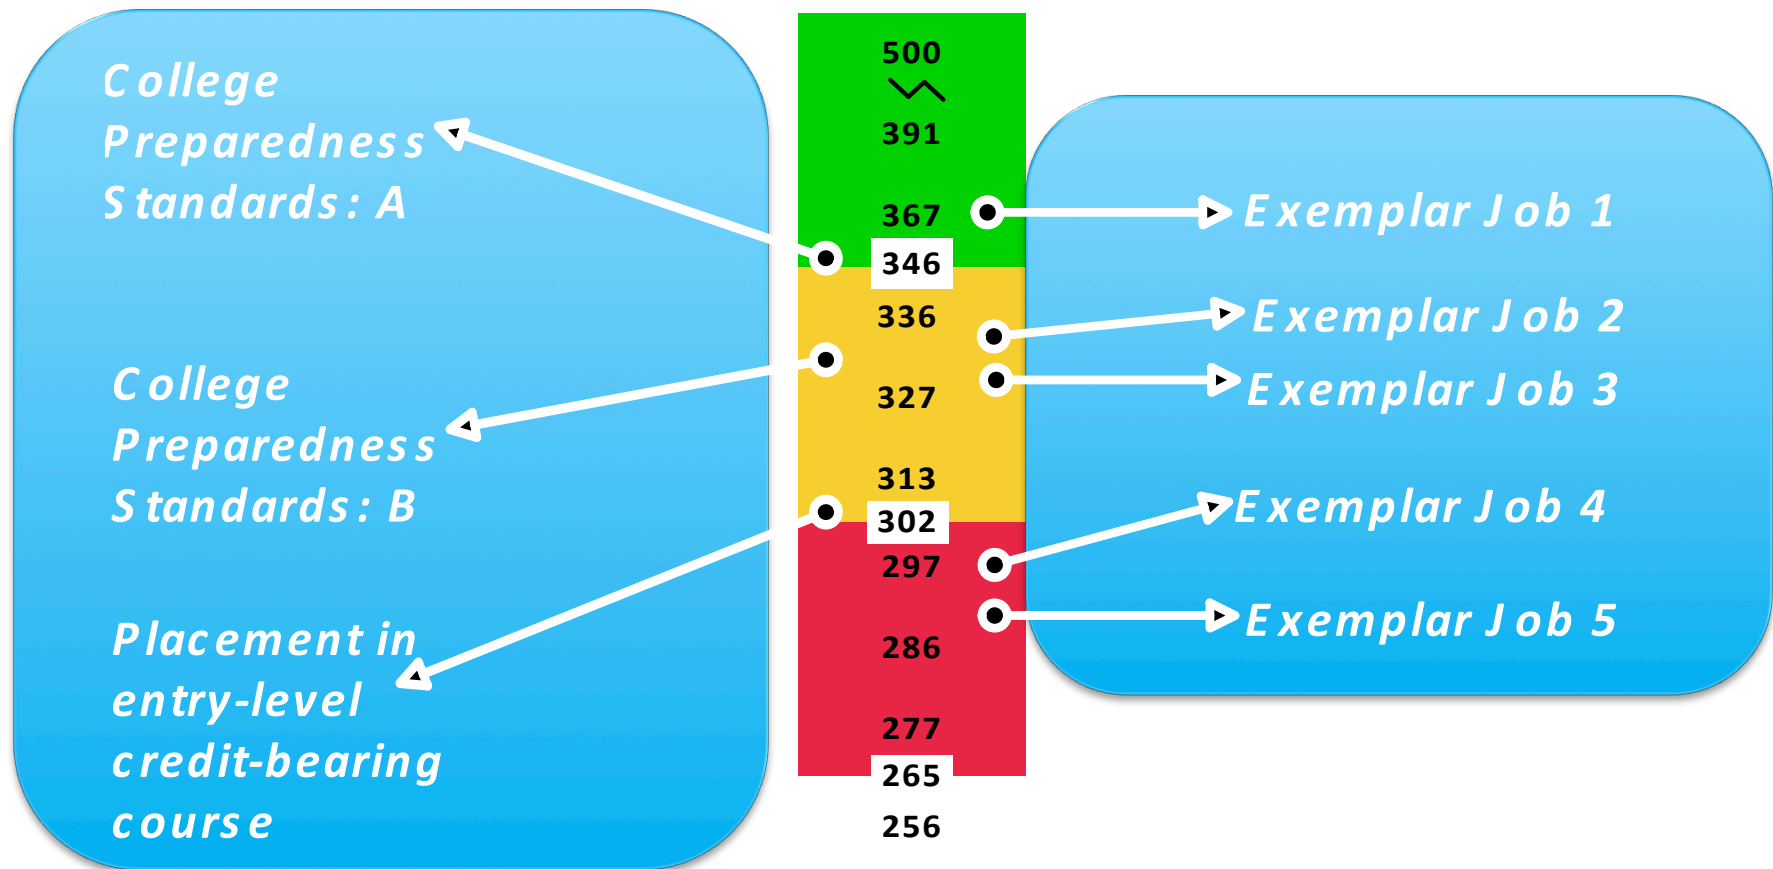 College
Preparedness
Standards: A
College
Preparedness
Standards: B
Placement in
entry-level
credit-bearing
course
500
391
367
346
336
327
313
302
297
286
277
265
256
Exemplar Job 1
Exemplar Job 2
Exemplar Job 3
Exemplar Job 4
Exemplar Job 5